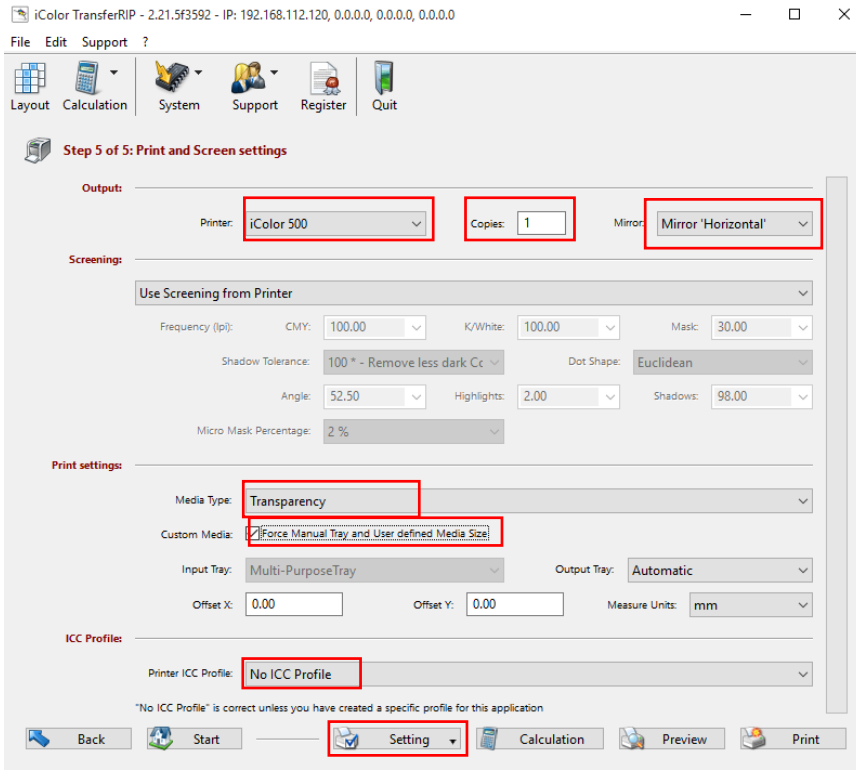 iColor TransferRIP - 2.21.5f3592 - IP: 192.168.112.120, 0.0.0.0, 0.0.0.0, 0.0.0.0
File Edit Support ?
Layout Calculation System Support Register Quit
Step 5 of 5: Print and Screen settings
Output:
Printer: iColor 500 Copies: 1 Mirror: Mirror 'Horizontal'
Screening:
Use Screening from Printer
Frequency (lpi): CMY: 100.00 K/White: 100.00 Mask: 30.00
Shadow Tolerance: 100 * - Remove less dark Cc Dot Shape: Euclidean
Angle: 52.50 Highlights: 2.00 Shadows: 98.00
Micro Mask Percentage: 2 %
Print settings:
Media Type: Transparency
Custom Media: Force Manual Tray and User defined Media Size
Input Tray: Multi-PurposeTray Output Tray: Automatic
Offset X: 0.00 Offset Y: 0.00 Measure Units: mm
ICC Profile:
Printer ICC Profile: No ICC Profile
"No ICC Profile" is correct unless you have created a specific profile for this application
Back Start Setting Calculation Preview Print